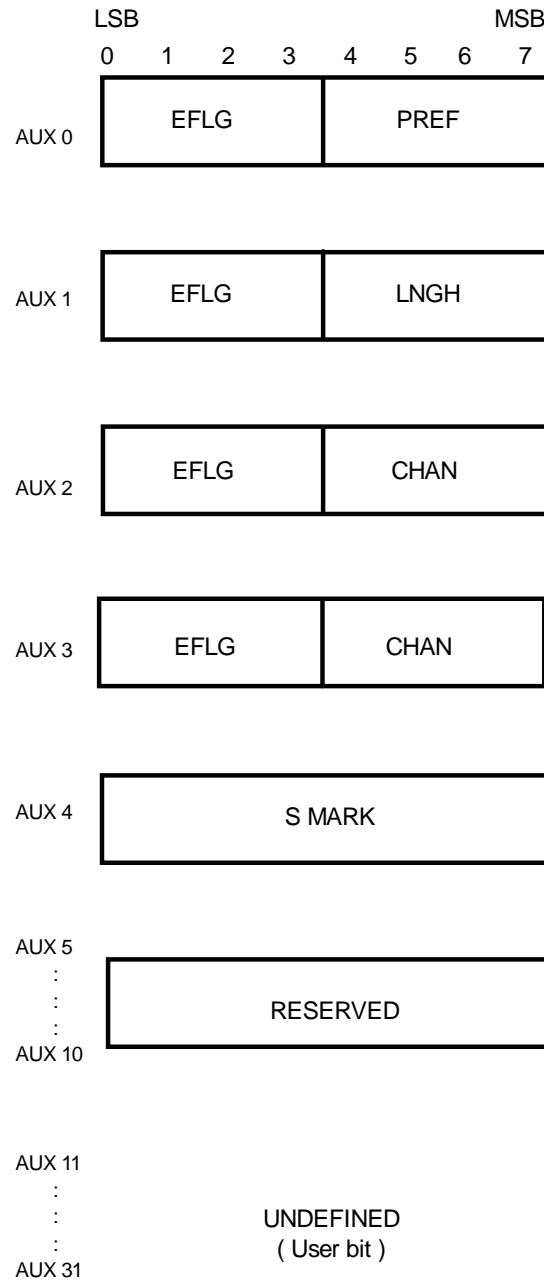 LSB MSB
0 1 2 3 4 5 6 7
AUX 0 EFLG PREF
AUX 1 EFLG LNGH
AUX 2 EFLG CHAN
AUX 3 EFLG CHAN
AUX 4 S MARK
AUX 5
:
:
:
RESERVED
AUX 10
AUX 11
:
:
:
UNDEFINED
( User bit )
AUX 31